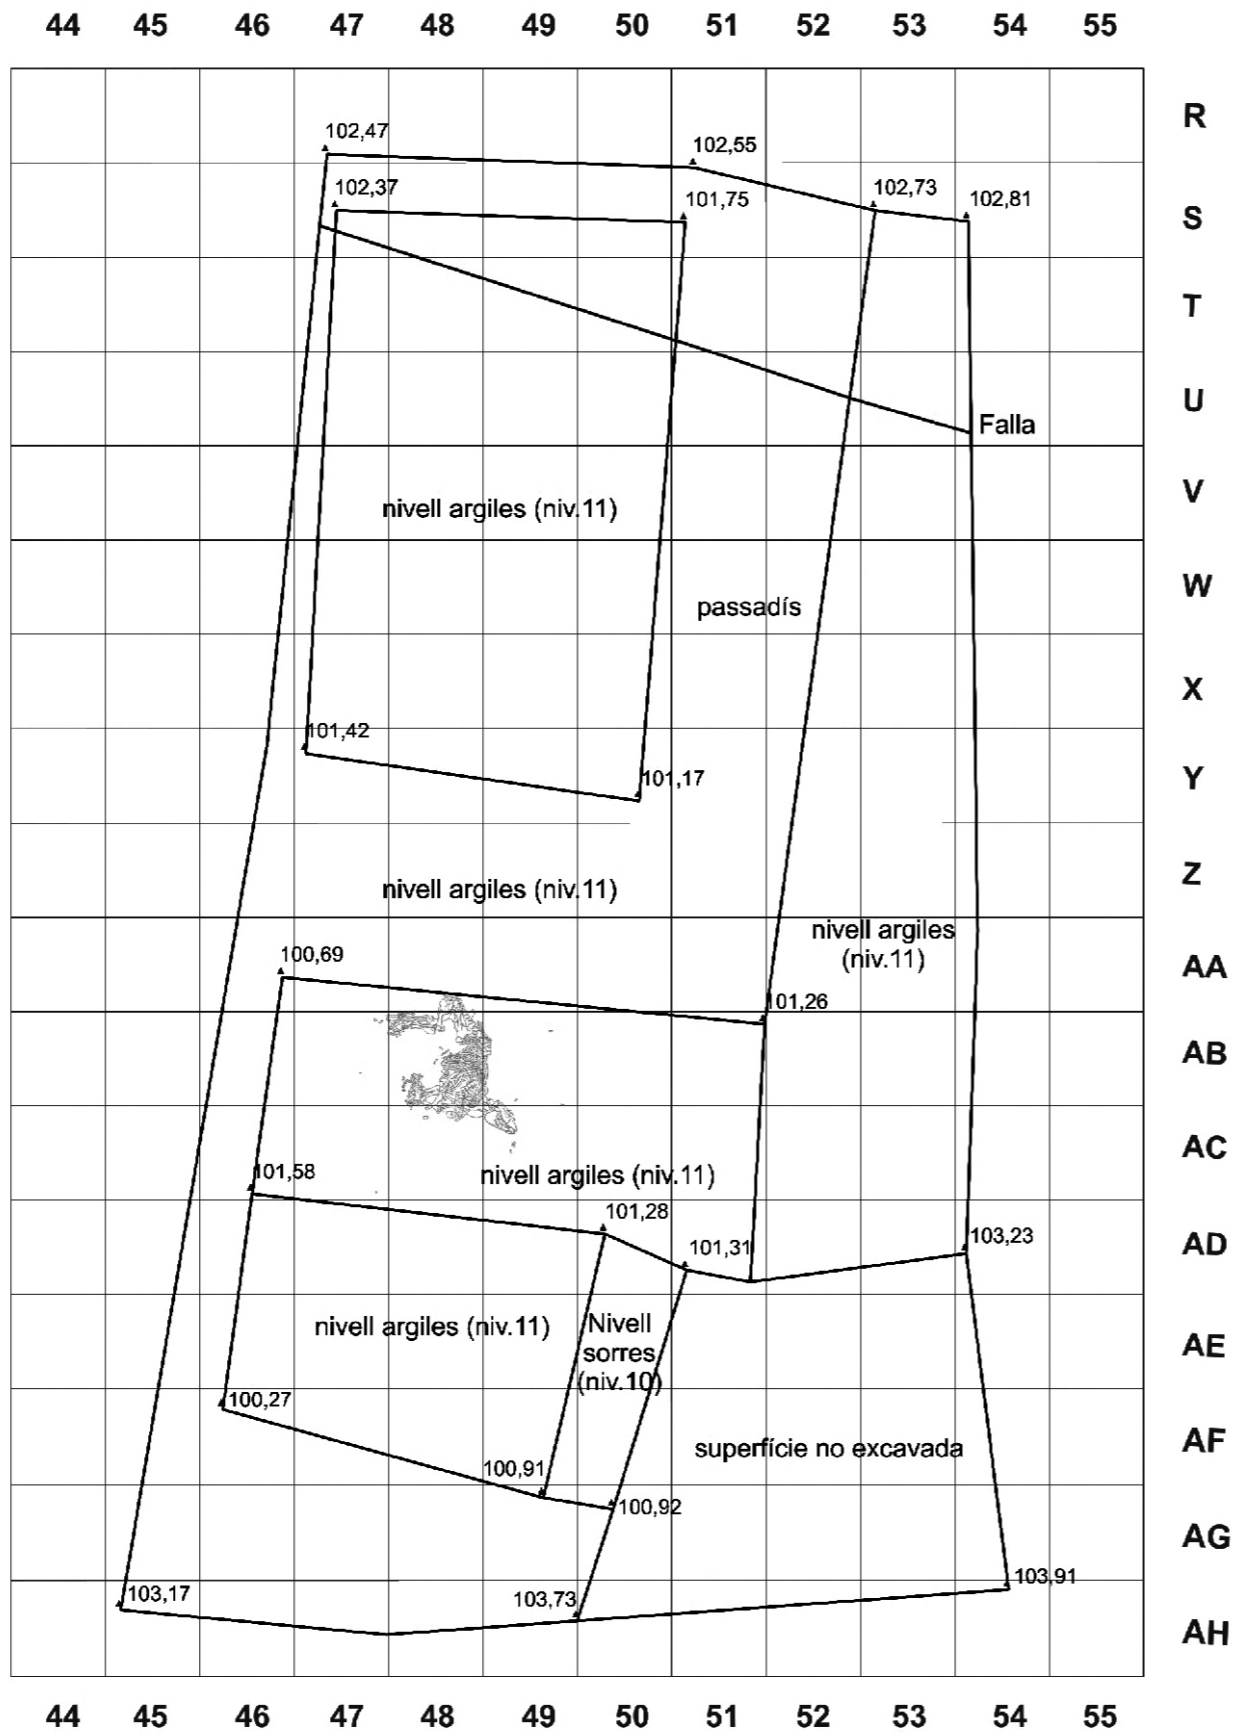 44 45 46 47 48 49 50 51 52 53 54 55
R
102,47
102,55
102,37
101,75
102,73
102,81
S
T
U
Falla
V
nivell argiles (niv.11)
W
passadís
X
101,42
101,17
Y
Z
nivell argiles (niv.11)
nivell argiles
(niv.11)
100,69
AA
101,26
AB
AC
101,58
nivell argiles (niv.11)
101,28
101,31
103,23
AD
nivell argiles (niv.11)
Nivell
sorres
(niv.10)
AE
100,27
superfície no excavada
AF
100,91
100,92
AG
103,17
103,73
103,91
AH
44 45 46 47 48 49 50 51 52 53 54 55